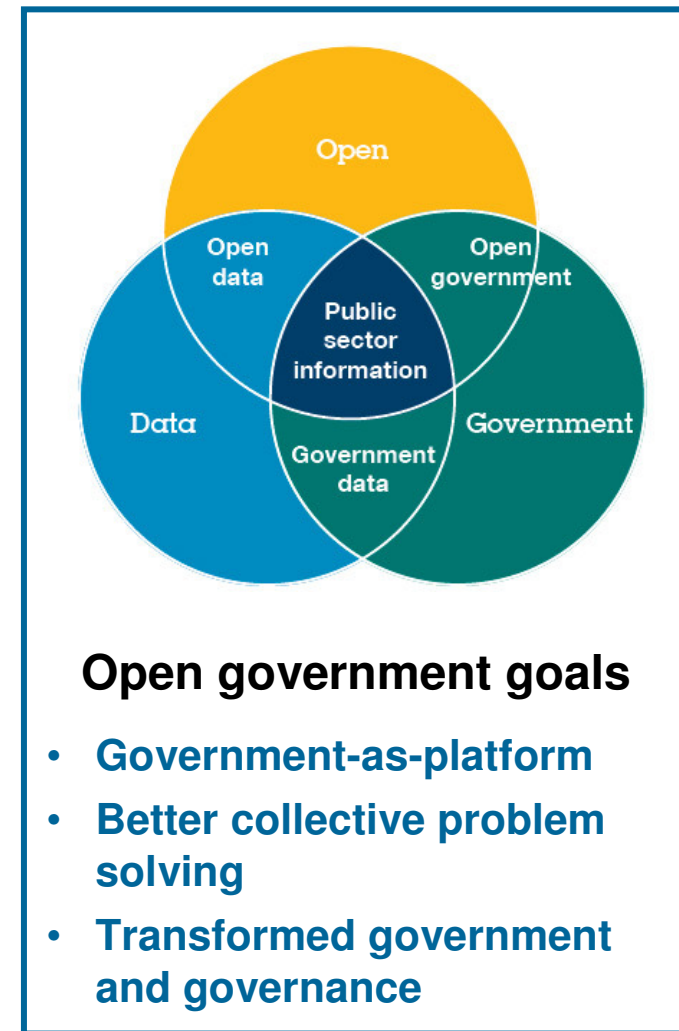 Open
Open
data
Open
government
Public
sector
information
Data
Government
Government
data
Open government goals
• Government-as-platform
• Better collective problem
solving
• Transformed government
and governance